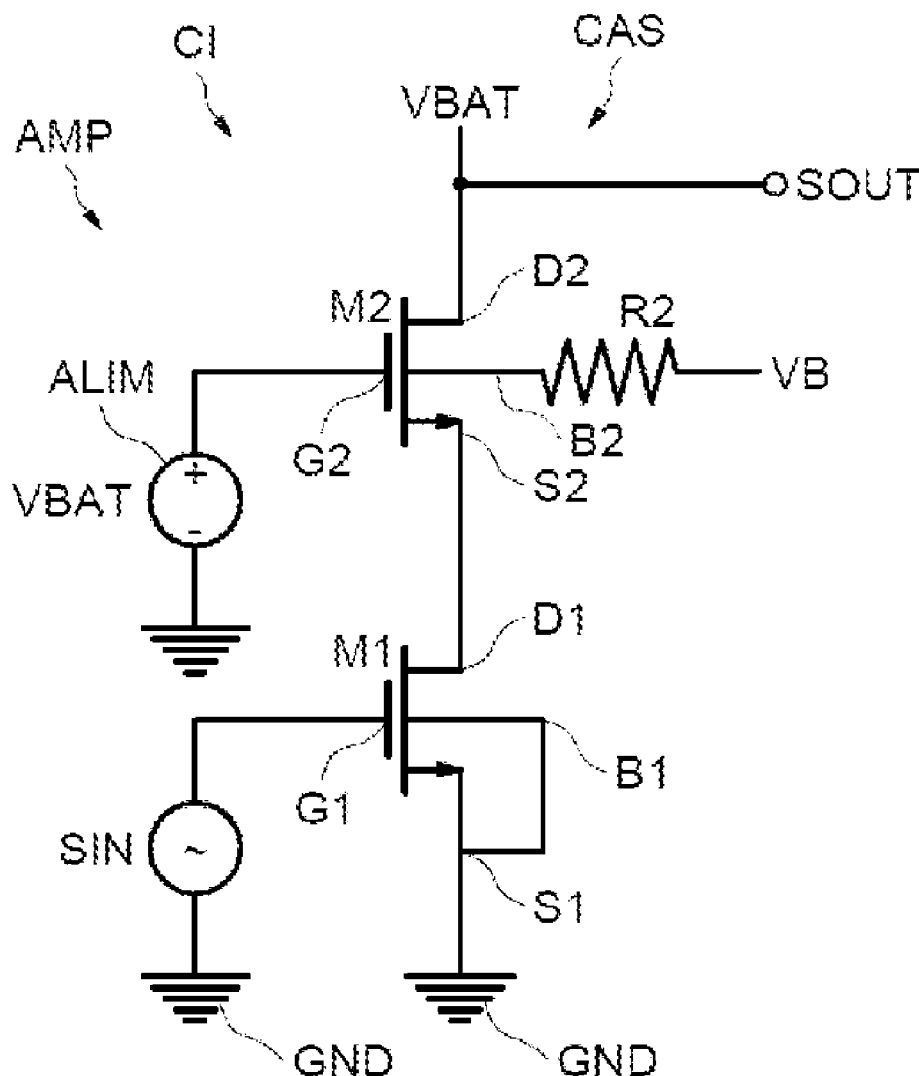 CI
CAS
VBAT
AMP
SOUT
D2
M2
R2
ALIM
VB
G2
B2
S2
+
VBAT
-
D1
M1
B1
G1
SIN
~
S1
GND
GND